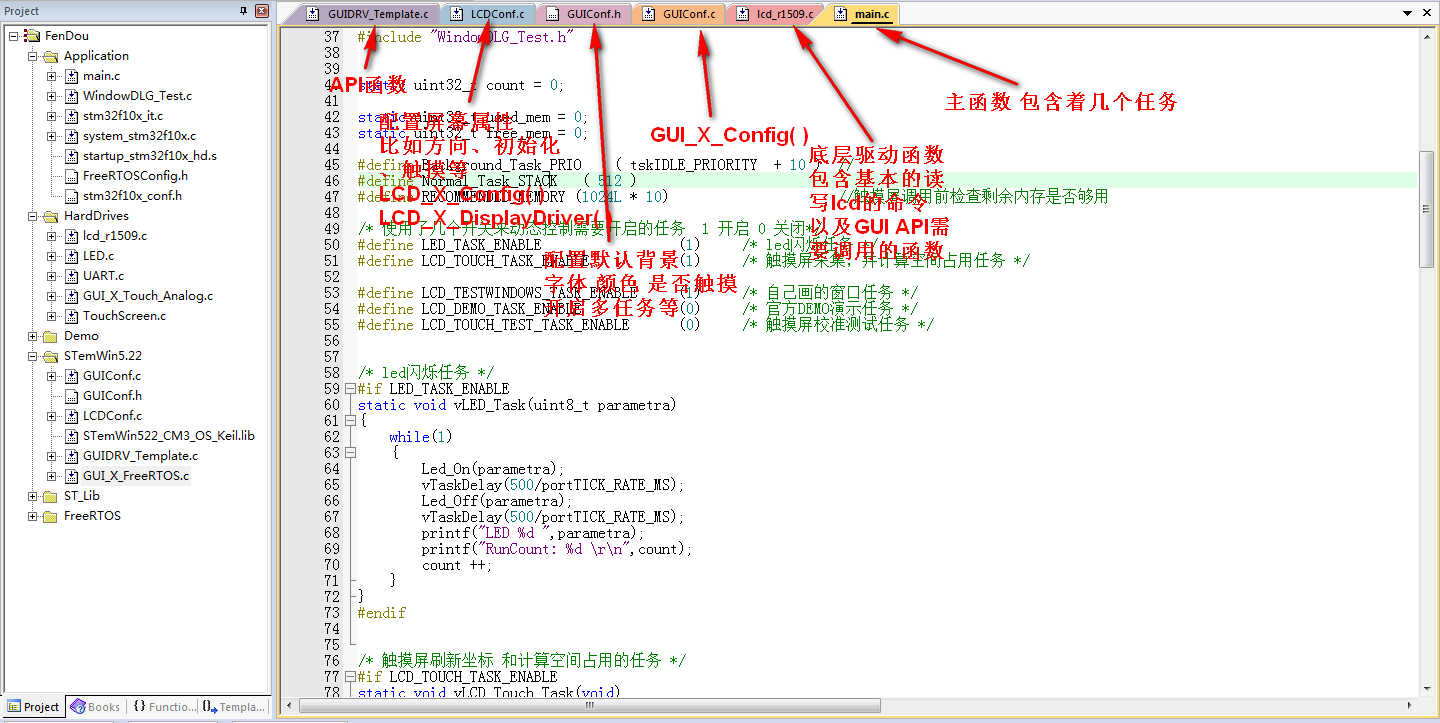 Project
FenDou
Application
main.c
WindowDLG_Test.c
stm32f10x_it.c
system_stm32f10x.c
startup_stm32f10x_hd.s
FreeRTOSConfig.h
stm32f10x_conf.h
HardDrives
lcd_r1509.c
LED.c
UART.c
GUI_X_Touch_Analog.c
TouchScreen.c
Demo
STemWin5.22
GUIConf.c
GUIConf.h
LCDConf.c
STemWin522_CM3_OS_Keil.lib
GUIDRV_Template.c
GUI_X_FreeRTOS.c
ST_Lib
FreeRTOS
Project Books {} Functio... Templa...
GUIDRV_Template.c LCDConf.c GUIConf.h GUIConf.c lcd_r1509.c main.c
API函数
配置屏幕属性
比如方向、初始化
、触摸等
LCD_X_Config( )
LCD_X_DisplayDriver( )
配置默认背景
字体 颜色 是否触摸
开启多任务等
GUI_X_Config( )
底层驱动函数
包含基本的读
写lcd的命令
以及GUI API需
要调用的函数
主函数 包含着几个任务
37 #include "WindowDLG_Test.h"
38
39
40 uint32_t count = 0;
41
42 static uint32_t used_mem = 0;
43 static uint32_t free_mem = 0;
44
45 #define Background_Task_PRIO ( tskIDLE_PRIORITY + 10 ) //
46 #define Normal_Task_STACK ( 512 )
47 #define RECOMMENDED_MEMORY (1024L * 10) //触摸屏调用前检查剩余内存是否够用
48
49 /* 使用了几个开关来动态控制需要开启的任务 1 开启 0 关闭*/
50 #define LED_TASK_ENABLE (1) /* led闪烁任务 */
51 #define LCD_TOUCH_TASK_ENABLE (1) /* 触摸屏采集，并计算空间占用任务 */
52
53 #define LCD_TESTWINDOWS_TASK_ENABLE (1) /* 自己画的窗口任务 */
54 #define LCD_DEMO_TASK_ENABLE (0) /* 官方DEMO演示任务 */
55 #define LCD_TOUCH_TEST_TASK_ENABLE (0) /* 触摸屏校准测试任务 */
56
57
58 /* led闪烁任务 */
59 #if LED_TASK_ENABLE
60 static void vLED_Task(uint8_t parametra)
61 {
62 while(1)
63 {
64 Led_On(parametra);
65 vTaskDelay(500/portTICK_RATE_MS);
66 Led_Off(parametra);
67 vTaskDelay(500/portTICK_RATE_MS);
68 printf("LED %d ",parametra);
69 printf("RunCount: %d \r\n",count);
70 count ++;
71 }
72 }
73 #endif
74
75
76 /* 触摸屏刷新坐标 和计算空间占用的任务 */
77 #if LCD_TOUCH_TASK_ENABLE
78 static void vLCD_Touch_Task(void)